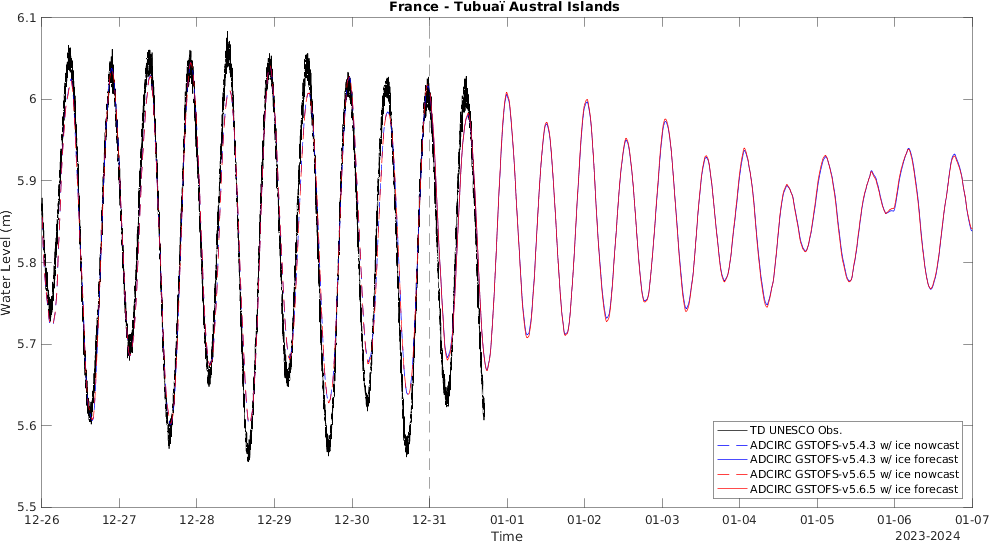 France - Tubuaï Austral Islands
6.1
6
5.9
5.8
5.7
5.6
5.5
Water Level (m)
12-26
12-27
12-28
12-29
12-30
12-31
01-01
01-02
01-03
01-04
01-05
01-06
01-07
Time
2023-2024
TD UNESCO Obs.
ADCIRC GSTOFS-v5.4.3 w/ ice nowcast
ADCIRC GSTOFS-v5.4.3 w/ ice forecast
ADCIRC GSTOFS-v5.6.5 w/ ice nowcast
ADCIRC GSTOFS-v5.6.5 w/ ice forecast